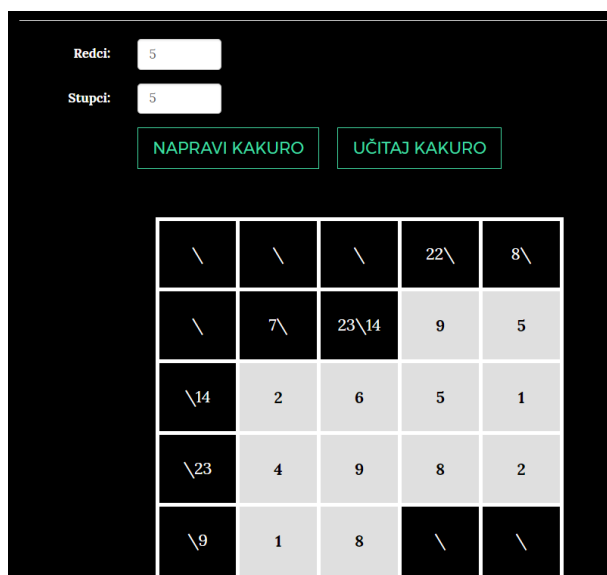 Redci: 5
Stupci: 5
NAPRAVI KAKURO UČITAJ KAKURO
\ \ \ 22\ 8\
\ 7\ 23\14 9 5
\14 2 6 5 1
\23 4 9 8 2
\9 1 8 \ \